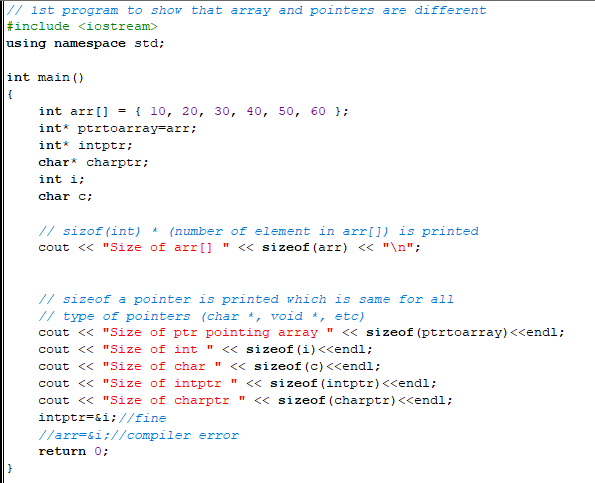 // 1st program to show that array and pointers are different
#include <iostream>
using namespace std;
int main()
{
int arr[] = { 10, 20, 30, 40, 50, 60 };
int* ptrtoarray=arr;
int* intptr;
char* charptr;
int i;
char c;
// sizof(int) * (number of element in arr[]) is printed
cout << "Size of arr[] " << sizeof(arr) << "\n";
// sizeof a pointer is printed which is same for all
// type of pointers (char *, void *, etc)
cout << "Size of ptr pointing array " << sizeof(ptrtoarray)<<endl;
cout << "Size of int " << sizeof(i)<<endl;
cout << "Size of char " << sizeof(c)<<endl;
cout << "Size of intptr " << sizeof(intptr)<<endl;
cout << "Size of charptr " << sizeof(charptr)<<endl;
intptr=&i;//fine
//arr=&i;//compiler error
return 0;
}